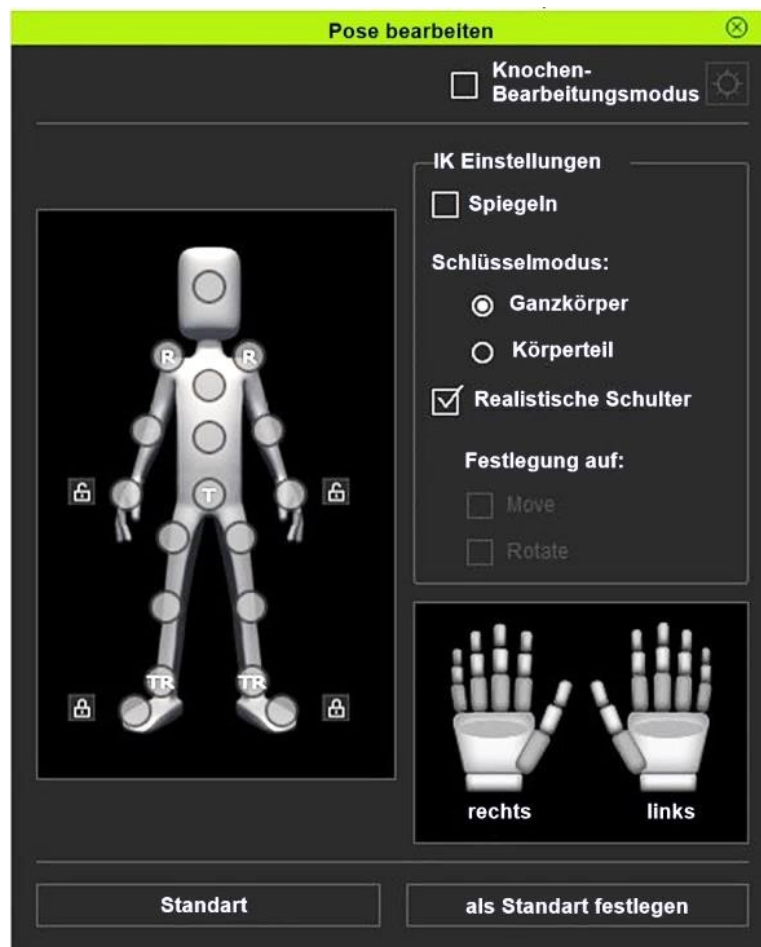 Pose bearbeiten
Knochen-
Bearbeitungsmodus
IK Einstellungen
Spiegeln
Schlüsselmodus:
Ganzkörper
Körperteil
Realistische Schulter
Festlegung auf:
Move
Rotate
R R
T
TR TR
rechts links
Standart als Standart festlegen